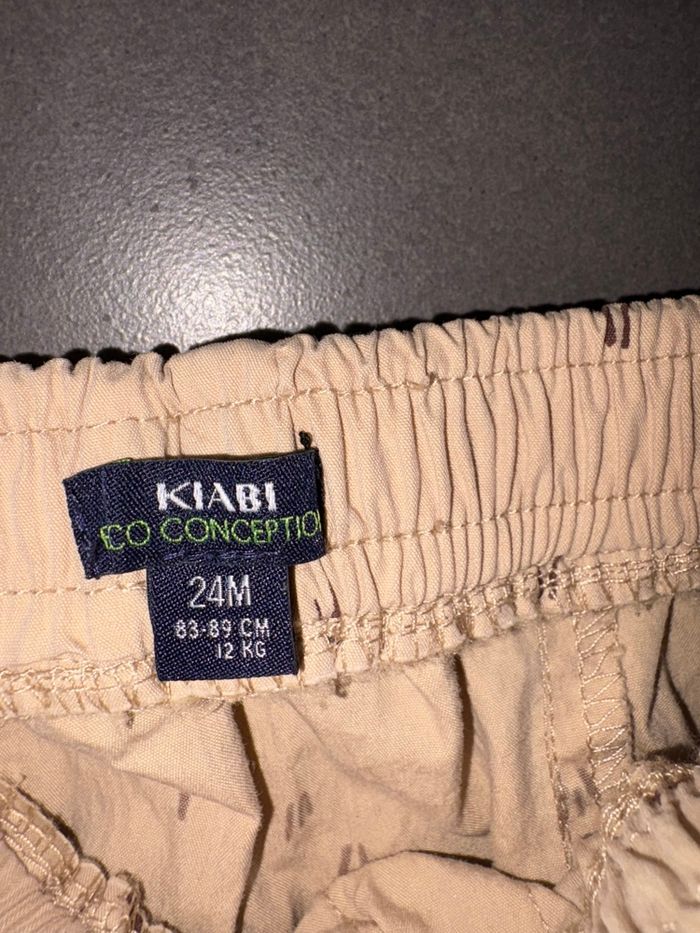 KIABI
ECO CONCEPTIO
24M
83-89 CM
12 KG